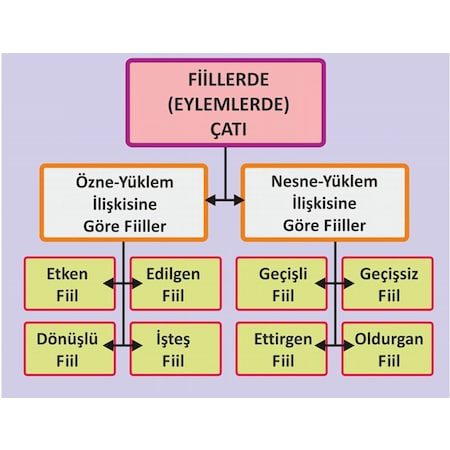 FİİLLERDE
(EYLEMLERDE)
ÇATI
Özne-Yüklem
İlişkisine
Göre Fiiller
Nesne-Yüklem
İlişkisine
Göre Fiiller
Etken
Fiil
Edilgen
Fiil
Geçişli
Fiil
Geçişsiz
Fiil
Dönüşlü
Fiil
İşteş
Fiil
Ettirgen
Fiil
Oldurgan
Fiil